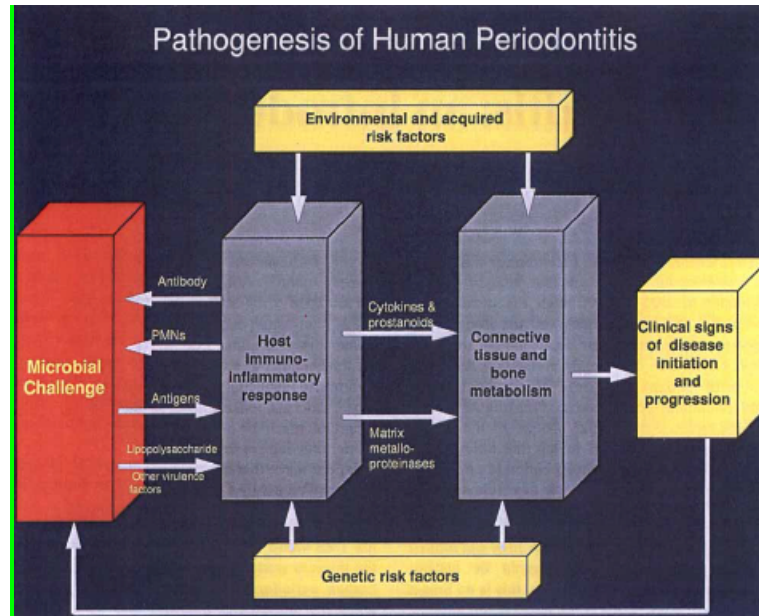 Pathogenesis of Human Periodontitis
Environmental and acquired
risk factors
Antibody
PMNs
Microbial
Challenge
Antigens
Lipopolysaccharide
Other virulence
factors
Host
Immuno-
inflammatory
response
Cytokines &
prostanoids
Matrix
metallo-
proteinases
Connective
tissue and
bone
metabolism
Clinical signs
of disease
initiation
and
progression
Genetic risk factors